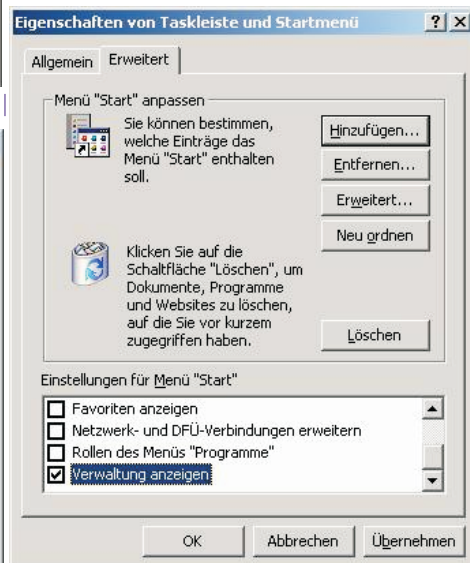 Eigenschaften von Taskleiste und Startmenü
Allgemein Erweitert
Menü "Start" anpassen
Sie können bestimmen,
welche Einträge das
Menü "Start" enthalten
soll.
Hinzufügen...
Entfernen...
Erweitert...
Neu ordnen
Klicken Sie auf die
Schaltfläche "Löschen", um
Dokumente, Programme
und Websites zu löschen,
auf die Sie vor kurzem
zugegriffen haben.
Löschen
Einstellungen für Menü "Start"
Favoriten anzeigen
Netzwerk- und DFÜ-Verbindungen erweitern
Rollen des Menüs "Programme"
Verwaltung anzeigen
OK Abbrechen Übernehmen